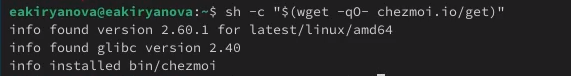 eakiryanova@eakiryanova:~$ sh -c "$(wget -qO- chezmoi.io/get)"
info found version 2.60.1 for latest/linux/amd64
info found glibc version 2.40
info installed bin/chezmoi